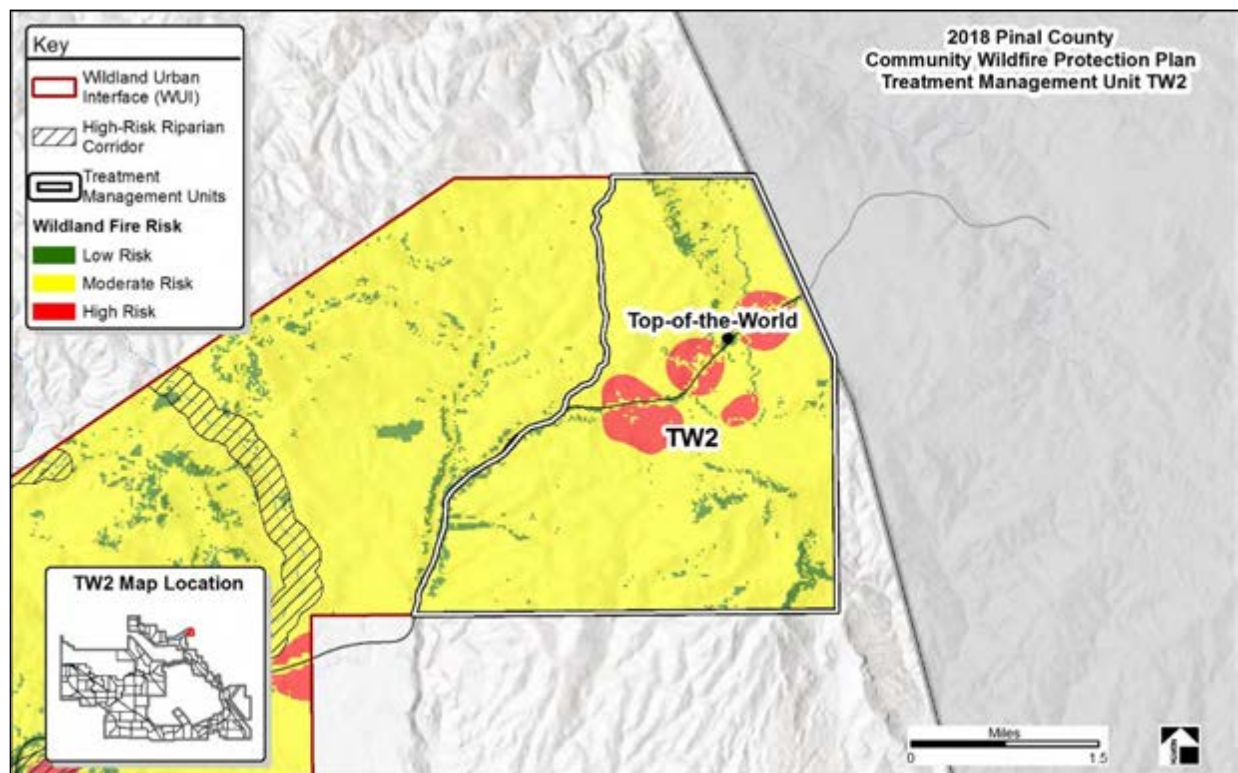 Key
Wildland Urban
Interface (WUI)
High-Risk Riparian
Corridor
Treatment
Management Units
Wildland Fire Risk
Low Risk
Moderate Risk
High Risk
2018 Pinal County
Community Wildfire Protection Plan
Treatment Management Unit TW2
Top-of-the-World
TW2
TW2 Map Location
Miles
0
1.5